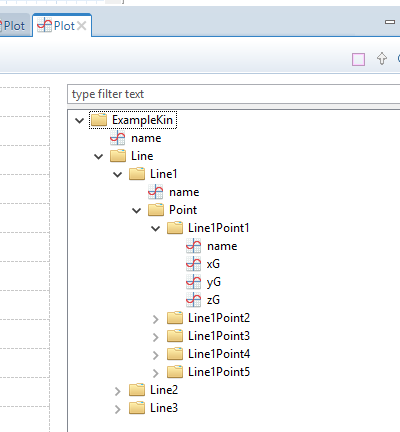 Plot
Plot
type filter text
ExampleKin
name
Line
Line1
name
Point
Line1Point1
name
xG
yG
zG
Line1Point2
Line1Point3
Line1Point4
Line1Point5
Line2
Line3